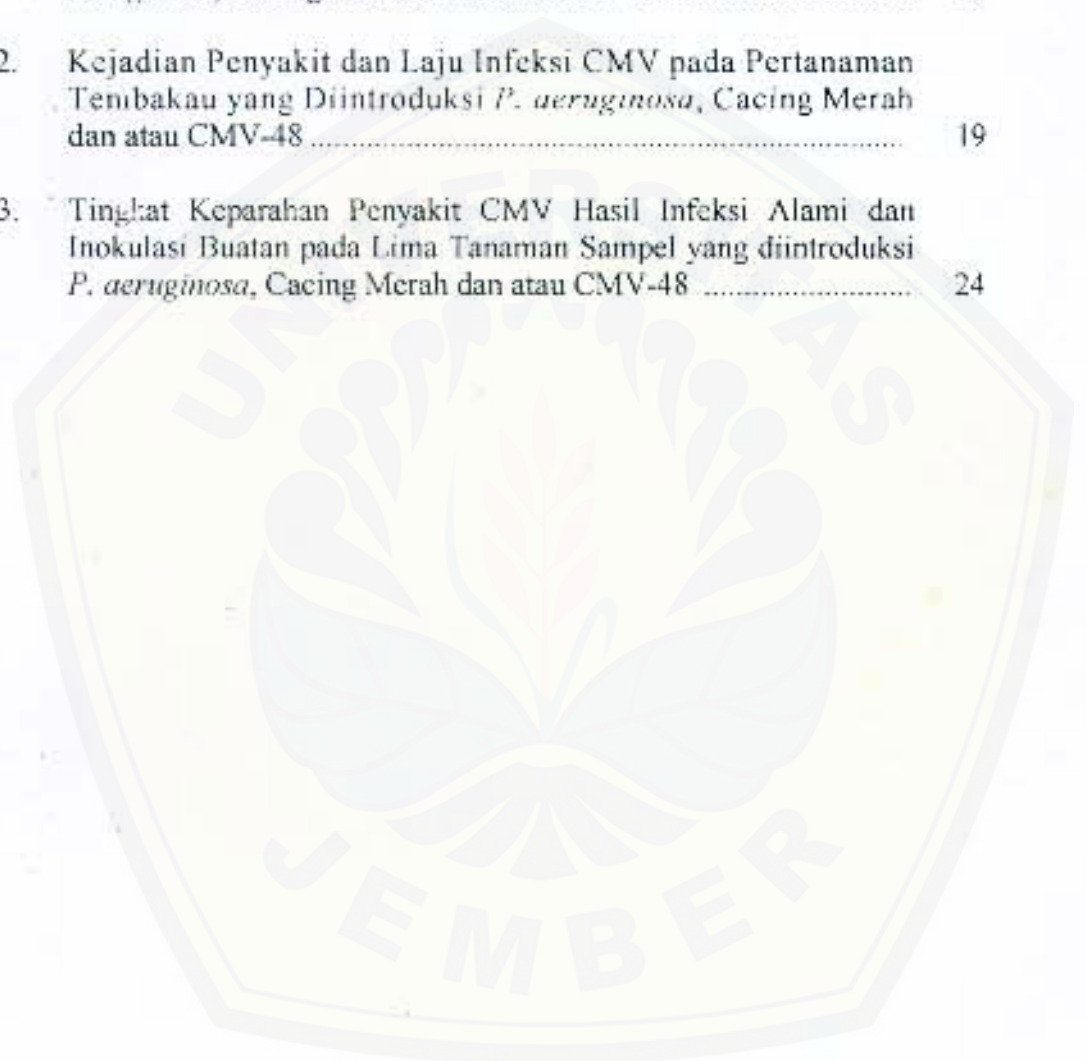 2. Kejadian Penyakit dan Laju Infeksi CMV pada Pertanaman
Tembakau yang Diintroduksi P. aeruginosa, Cacing Merah
dan atau CMV-48 ........................................ 19
3. Tingkat Keparahan Penyakit CMV Hasil Infeksi Alami dan
Inokulasi Buatan pada Lima Tanaman Sampel yang diintroduksi
P. aeruginosa, Cacing Merah dan atau CMV-48 ........................ 24
UNIVERSITAS
JEMBER